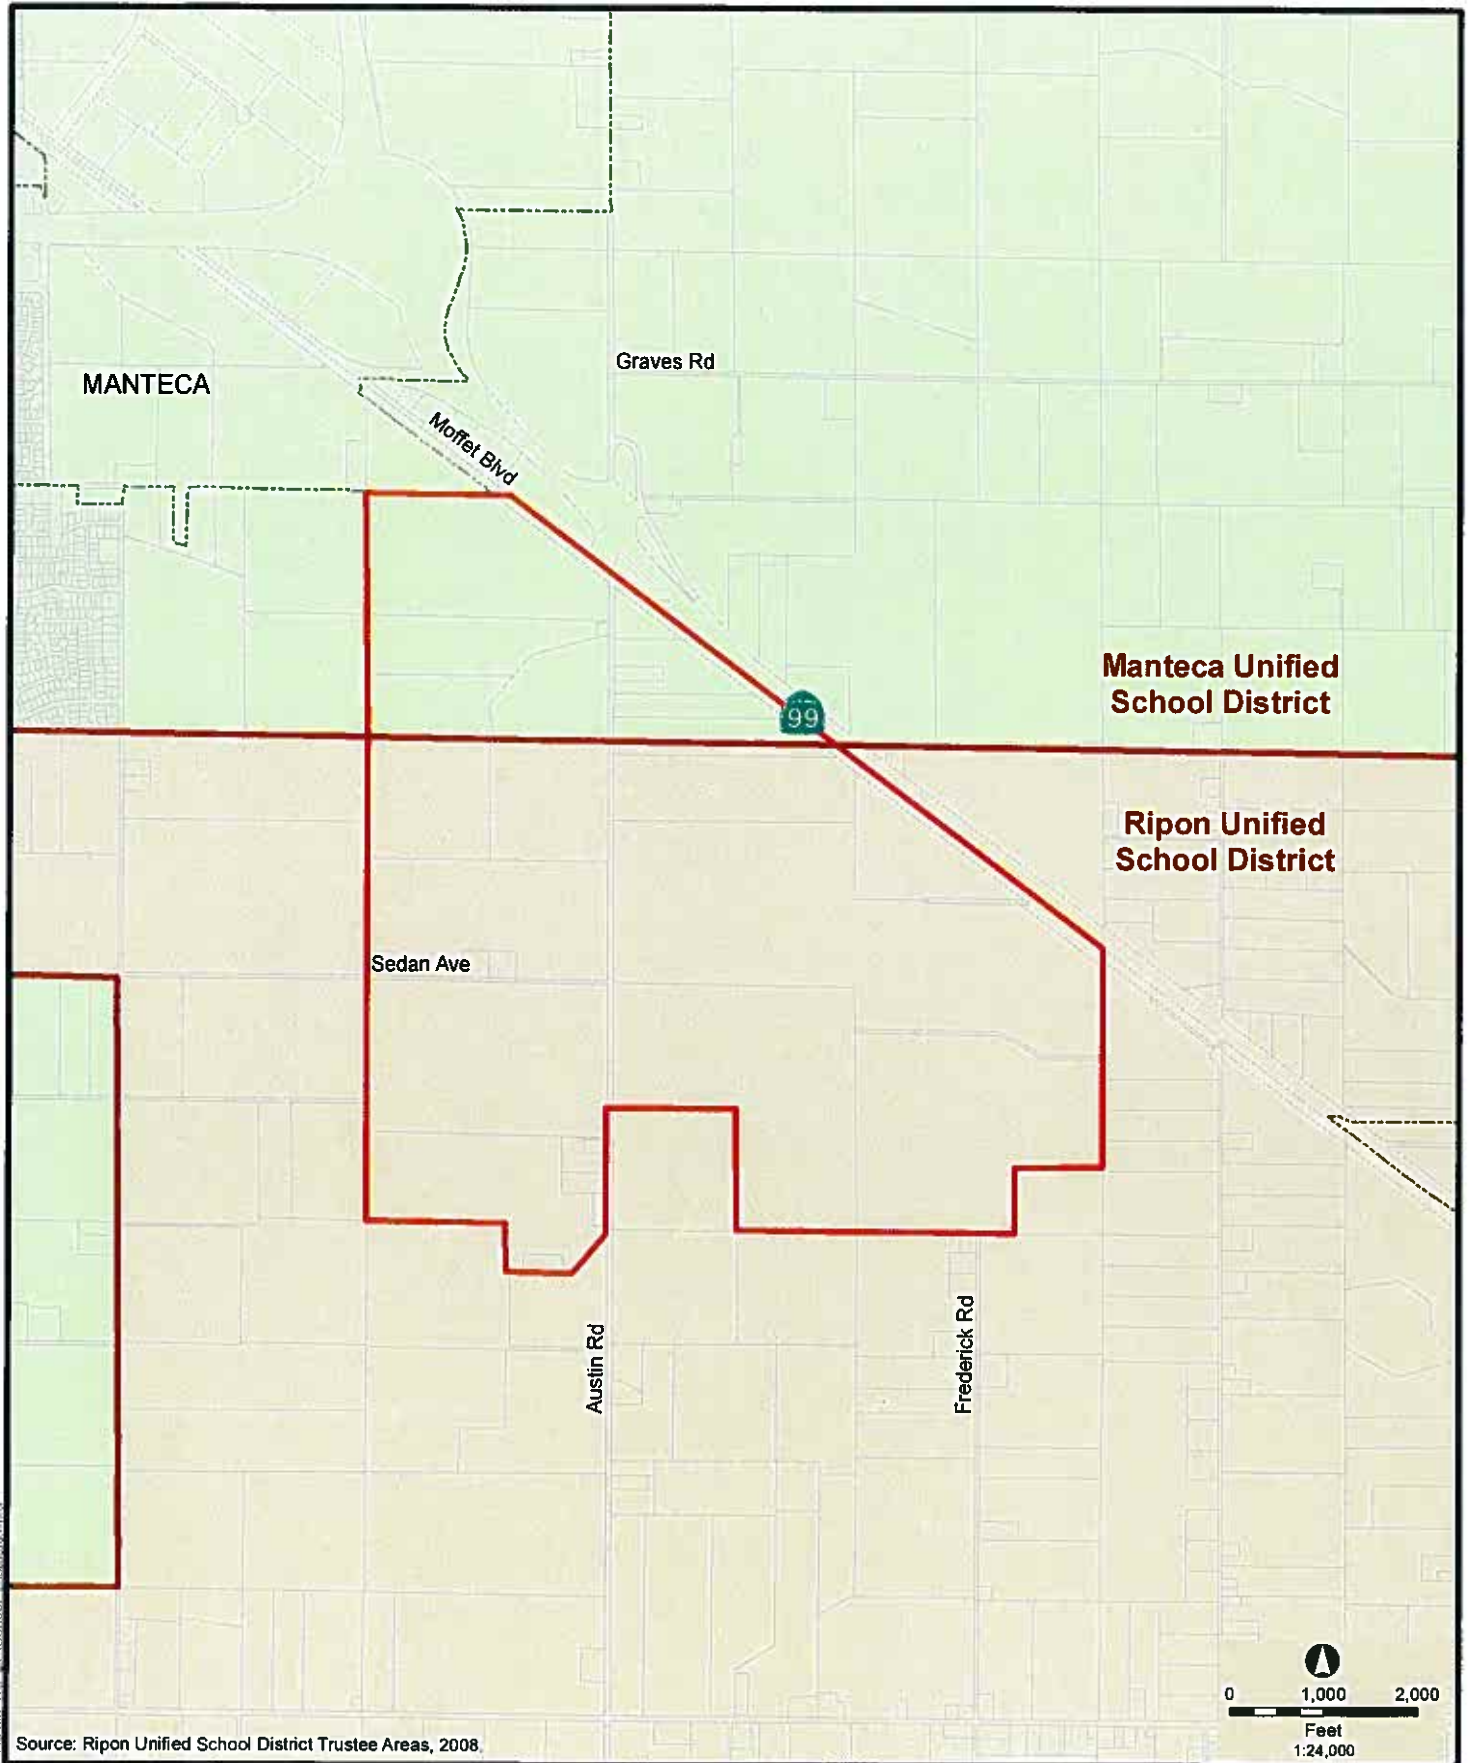 Graves Rd
MANTECA
Moffet Blvd
Manteca Unified
School District
99
Ripon Unified
School District
Sedan Ave
Austin Rd
Frederick Rd
0 1,000 2,000
Feet
1:24,000
Source: Ripon Unified School District Trustee Areas, 2008.